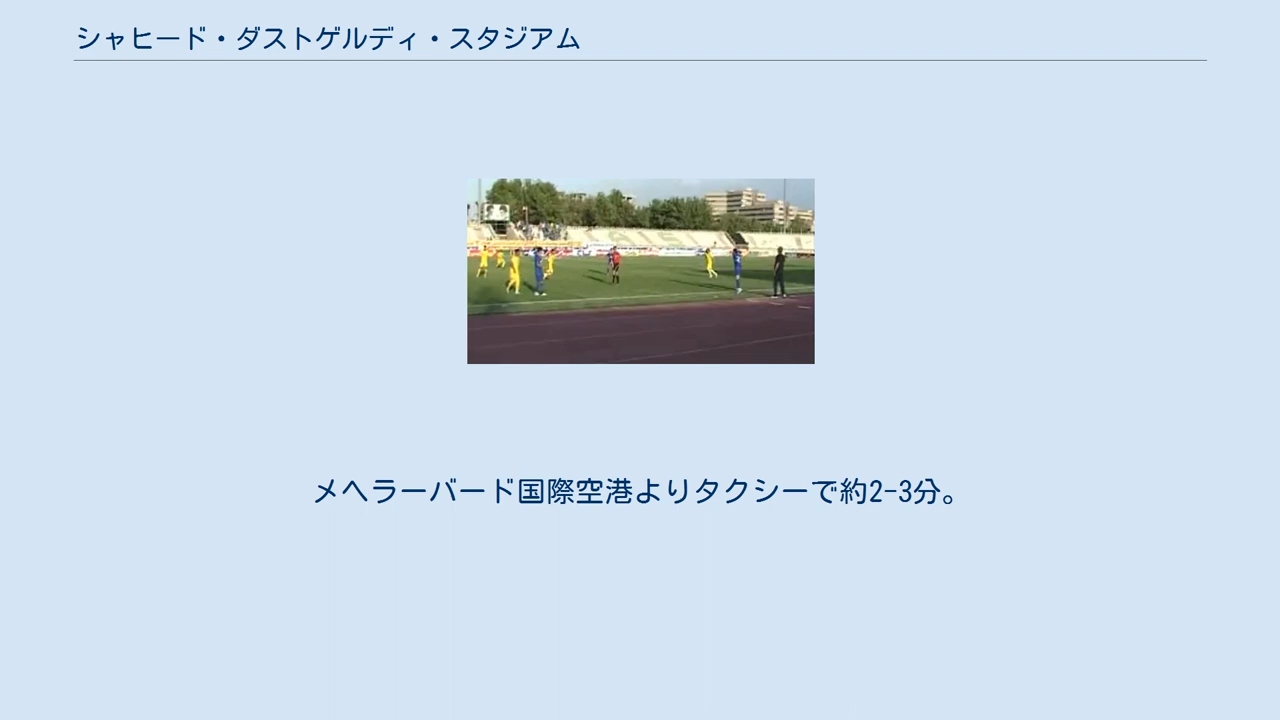 シャヒード・ダストゲルディ・スタジアム
メヘラーバード国際空港よりタクシーで約2-3分。